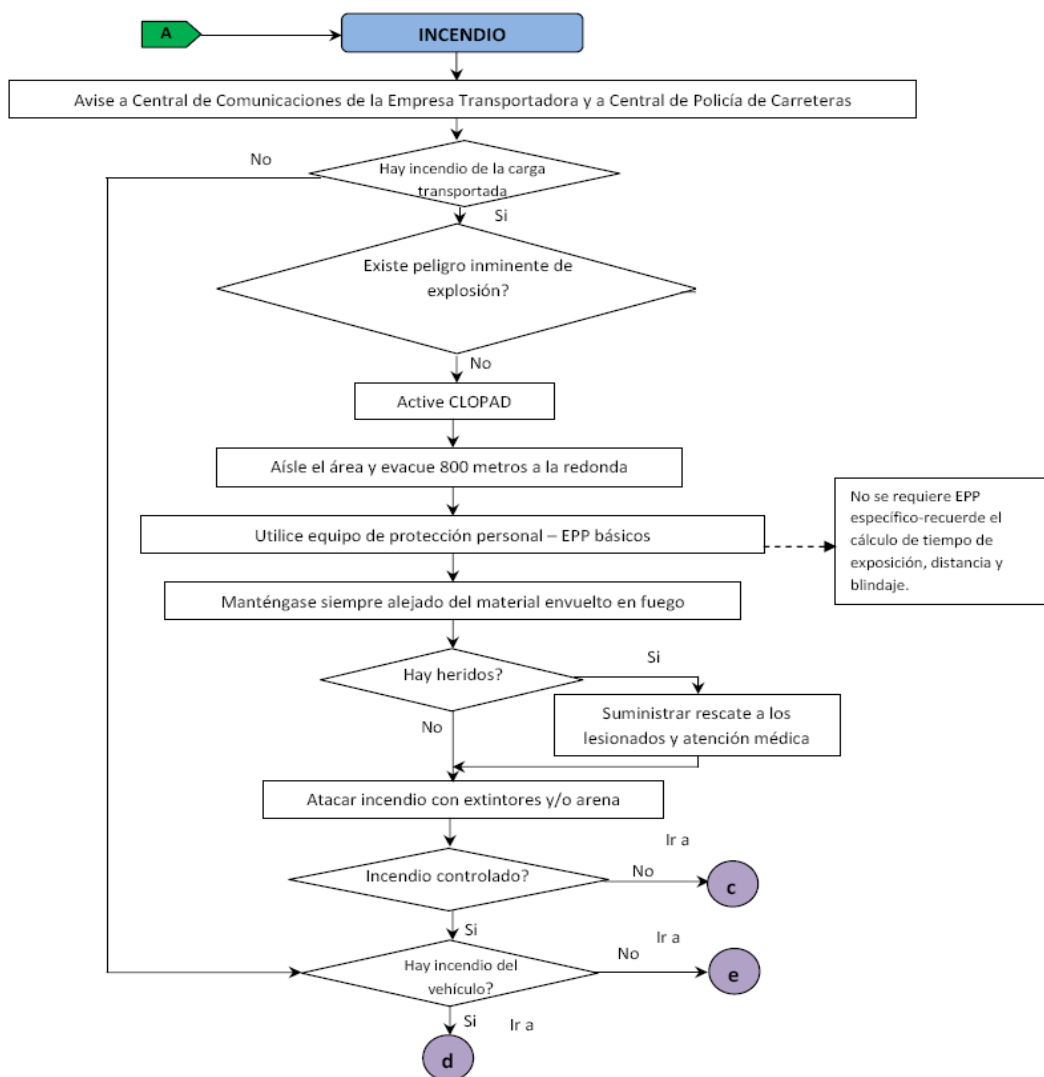 A
INCENDIO
Avise a Central de Comunicaciones de la Empresa Transportadora y a Central de Policía de Carreteras
No
Hay incendio de la carga
transportada
Si
Existe peligro inminente de
explosión?
No
Active CLOPAD
Aísle el área y evacue 800 metros a la redonda
Utilice equipo de protección personal – EPP básicos
No se requiere EPP
específico-recuerde el
cálculo de tiempo de
exposición, distancia y
blindaje.
Manténgase siempre alejado del material envuelto en fuego
Hay heridos?
Si
No
Suministrar rescate a los
lesionados y atención médica
Atacar incendio con extintores y/o arena
Incendio controlado?
Ir a
No
c
Si
Hay incendio del
vehículo?
Ir a
No
e
Si
Ir a
d